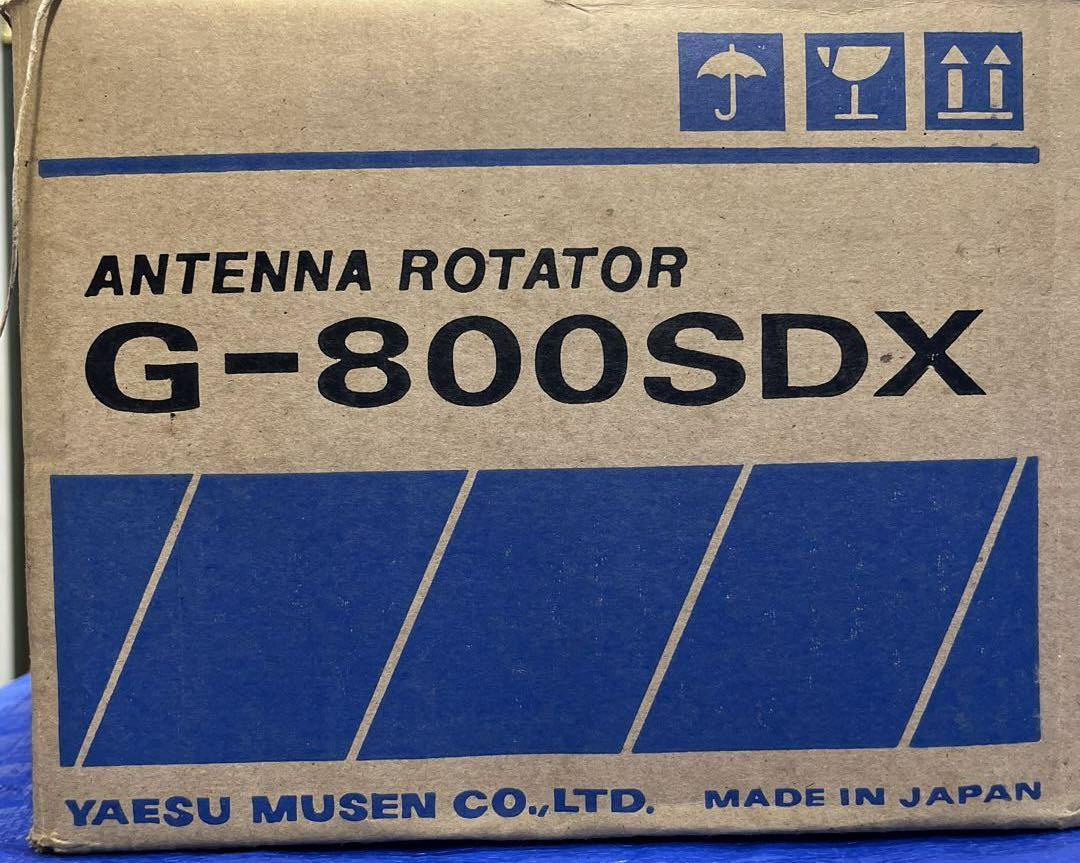 ANTENNA ROTATOR
G-800SDX
YAESU MUSEN CO.,LTD. MADE IN JAPAN